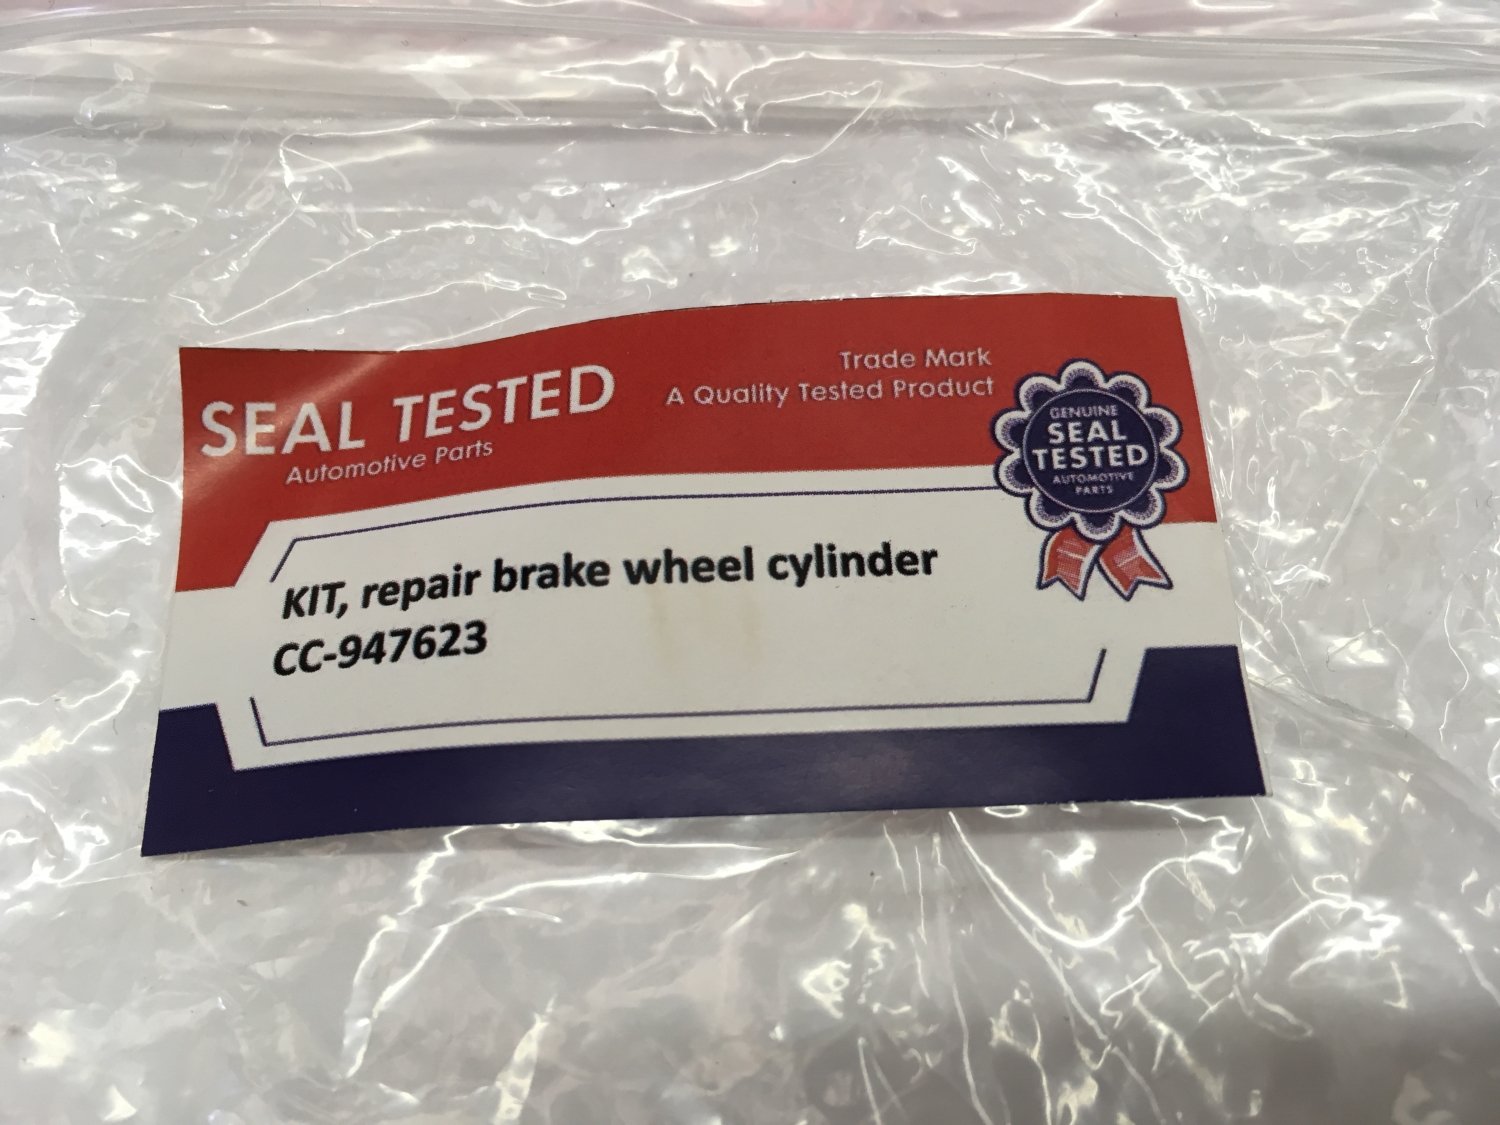 SEAL TESTED
Automotive Parts
Trade Mark
A Quality Tested Product
GENUINE
SEAL
TESTED
AUTOMOTIVE
PARTS
KIT, repair brake wheel cylinder
CC-947623